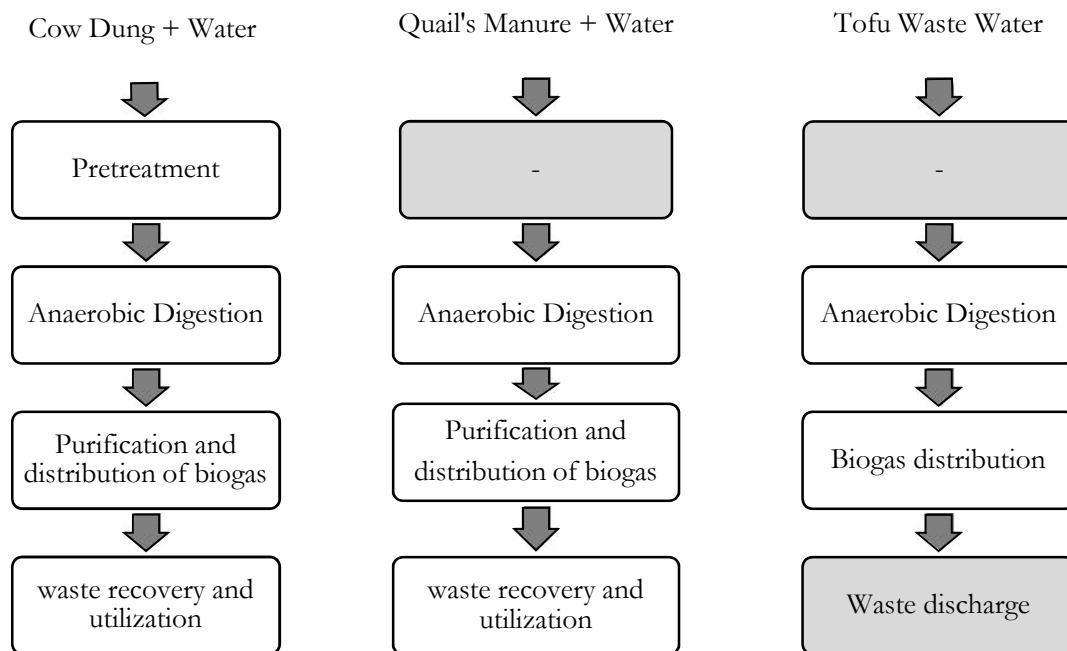 Cow Dung + Water
Quail's Manure + Water
Tofu Waste Water
Pretreatment
-
-
Anaerobic Digestion
Anaerobic Digestion
Anaerobic Digestion
Purification and
distribution of biogas
Purification and
distribution of biogas
Biogas distribution
waste recovery and
utilization
waste recovery and
utilization
Waste discharge